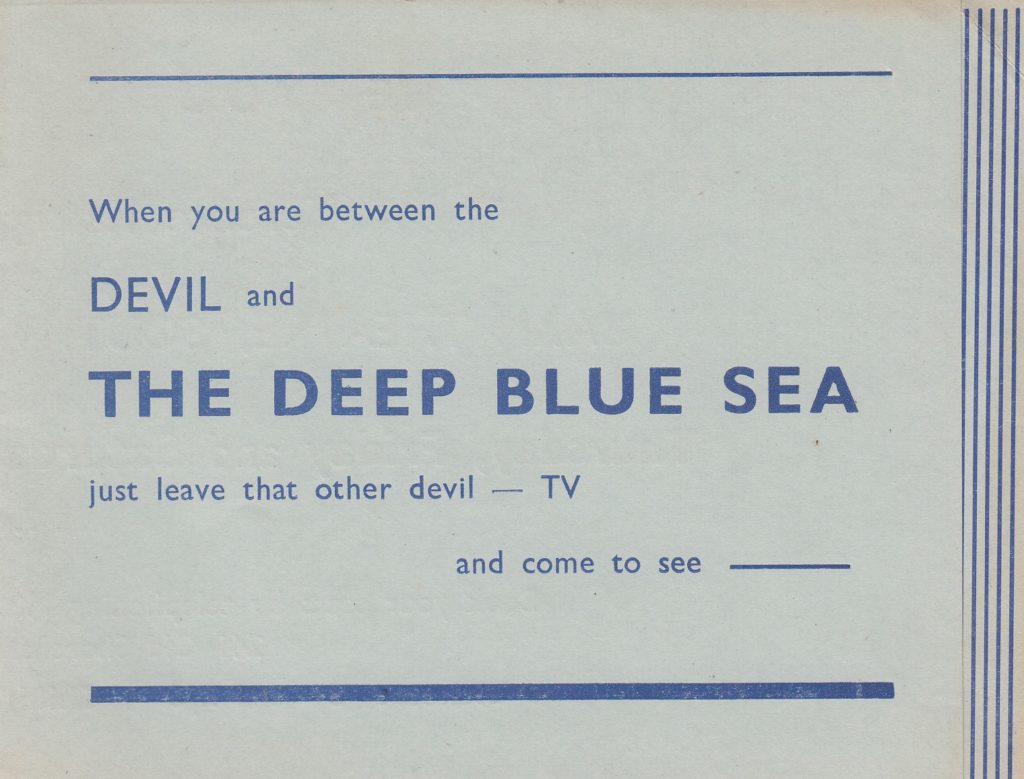 When you are between the
DEVIL and
THE DEEP BLUE SEA
just leave that other devil — TV
and come to see ———